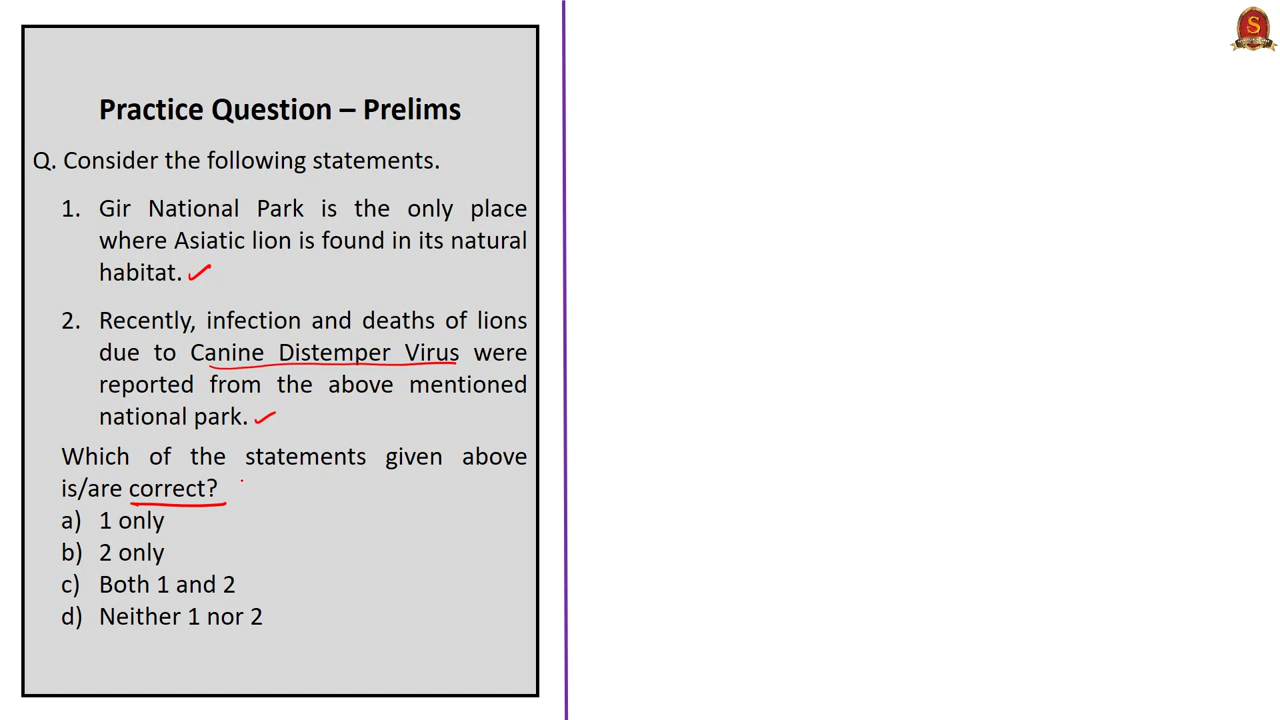 S
Practice Question – Prelims
Q. Consider the following statements.
1. Gir National Park is the only place
where Asiatic lion is found in its natural
habitat.
2. Recently, infection and deaths of lions
due to Canine Distemper Virus were
reported from the above mentioned
national park.
Which of the statements given above
is/are correct?
a) 1 only
b) 2 only
c) Both 1 and 2
d) Neither 1 nor 2